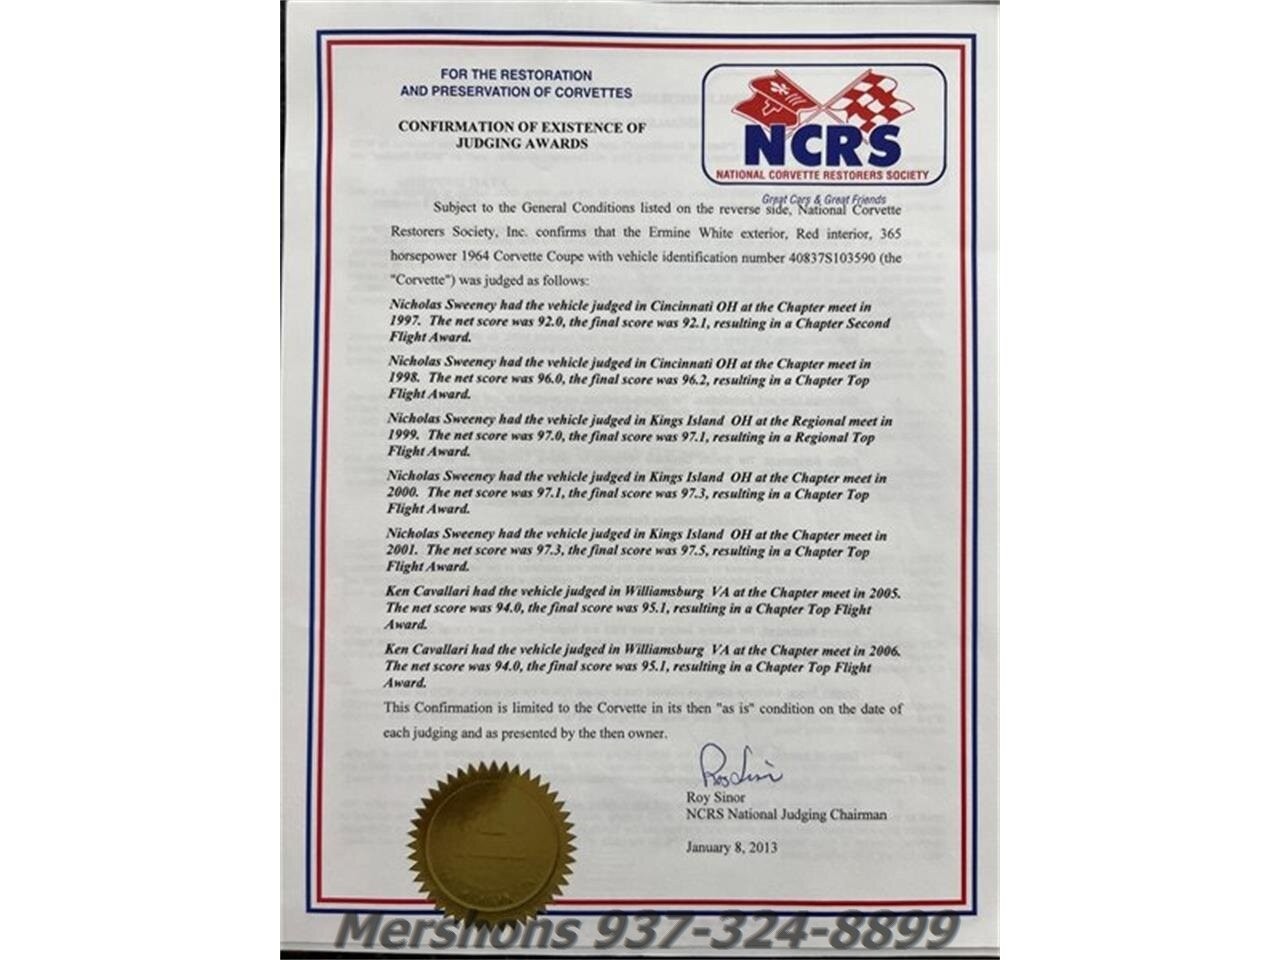 FOR THE RESTORATION
AND PRESERVATION OF CORVETTES
CONFIRMATION OF EXISTENCE OF
JUDGING AWARDS
NCRS
NATIONAL CORVETTE RESTORERS SOCIETY
Great Cars & Great Friends
Subject to the General Conditions listed on the reverse side, National Corvette
Restorers Society, Inc. confirms that the Ermine White exterior, Red interior, 365
horsepower 1964 Corvette Coupe with vehicle identification number 40837S103590 (the
"Corvette") was judged as follows:
Nicholas Sweeney had the vehicle judged in Cincinnati OH at the Chapter meet in
1997. The net score was 92.0, the final score was 92.1, resulting in a Chapter Second
Flight Award.
Nicholas Sweeney had the vehicle judged in Cincinnati OH at the Chapter meet in
1998. The net score was 96.0, the final score was 96.2, resulting in a Chapter Top
Flight Award.
Nicholas Sweeney had the vehicle judged in Kings Island OH at the Regional meet in
1999. The net score was 97.0, the final score was 97.1, resulting in a Regional Top
Flight Award.
Nicholas Sweeney had the vehicle judged in Kings Island OH at the Chapter meet in
2000. The net score was 97.1, the final score was 97.3, resulting in a Chapter Top
Flight Award.
Nicholas Sweeney had the vehicle judged in Kings Island OH at the Chapter meet in
2001. The net score was 97.3, the final score was 97.5, resulting in a Chapter Top
Flight Award.
Ken Cavallari had the vehicle judged in Williamsburg VA at the Chapter meet in 2005.
The net score was 94.0, the final score was 95.1, resulting in a Chapter Top Flight
Award.
Ken Cavallari had the vehicle judged in Williamsburg VA at the Chapter meet in 2006.
The net score was 94.0, the final score was 95.1, resulting in a Chapter Top Flight
Award.
This Confirmation is limited to the Corvette in its then "as is" condition on the date of
each judging and as presented by the then owner.
Roy Sinor
NCRS National Judging Chairman
January 8, 2013
Mershons 937-324-8899